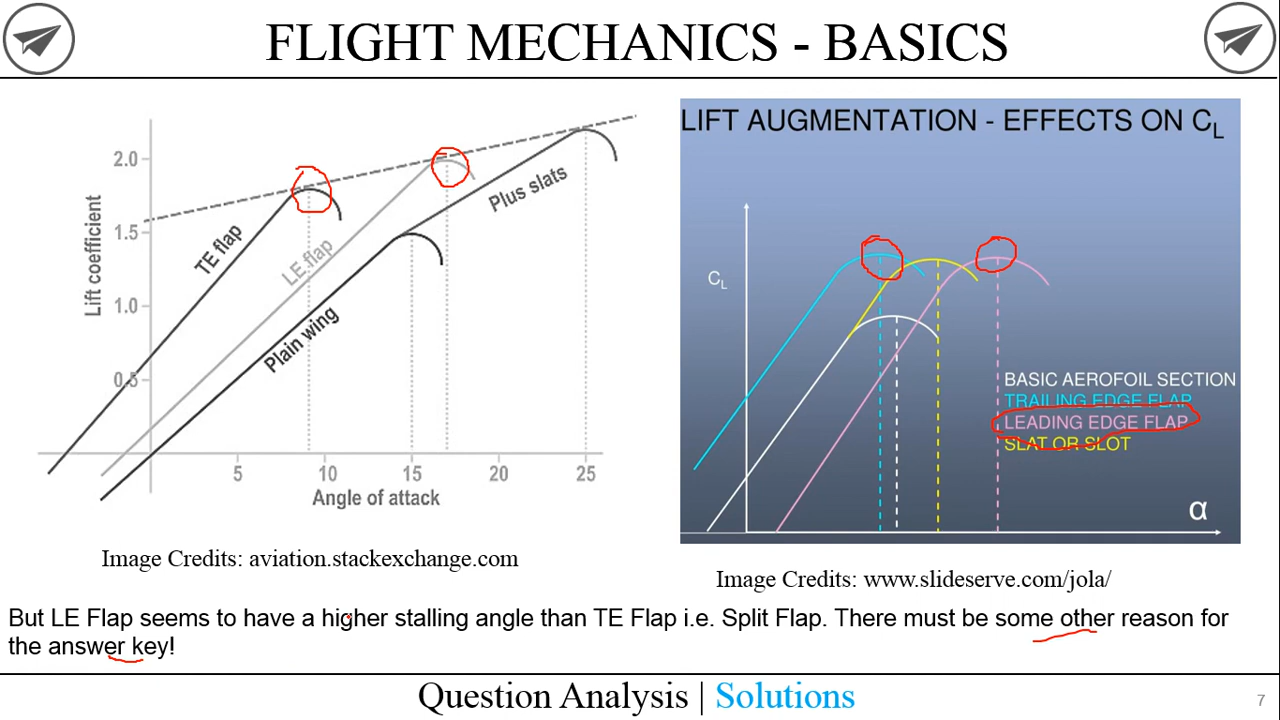 FLIGHT MECHANICS - BASICS
2.0
1.5
1.0
0.5
Lift coefficient
TE flap
LE flap
Plain wing
Plus slats
5
10
15
20
25
Angle of attack
Image Credits: aviation.stackexchange.com
LIFT AUGMENTATION - EFFECTS ON CL
CL
BASIC AEROFOIL SECTION
TRAILING EDGE FLAP
LEADING EDGE FLAP
SLAT OR SLOT
α
Image Credits: www.slideserve.com/jola/
But LE Flap seems to have a higher stalling angle than TE Flap i.e. Split Flap. There must be some other reason for
the answer key!
Question Analysis | Solutions
7